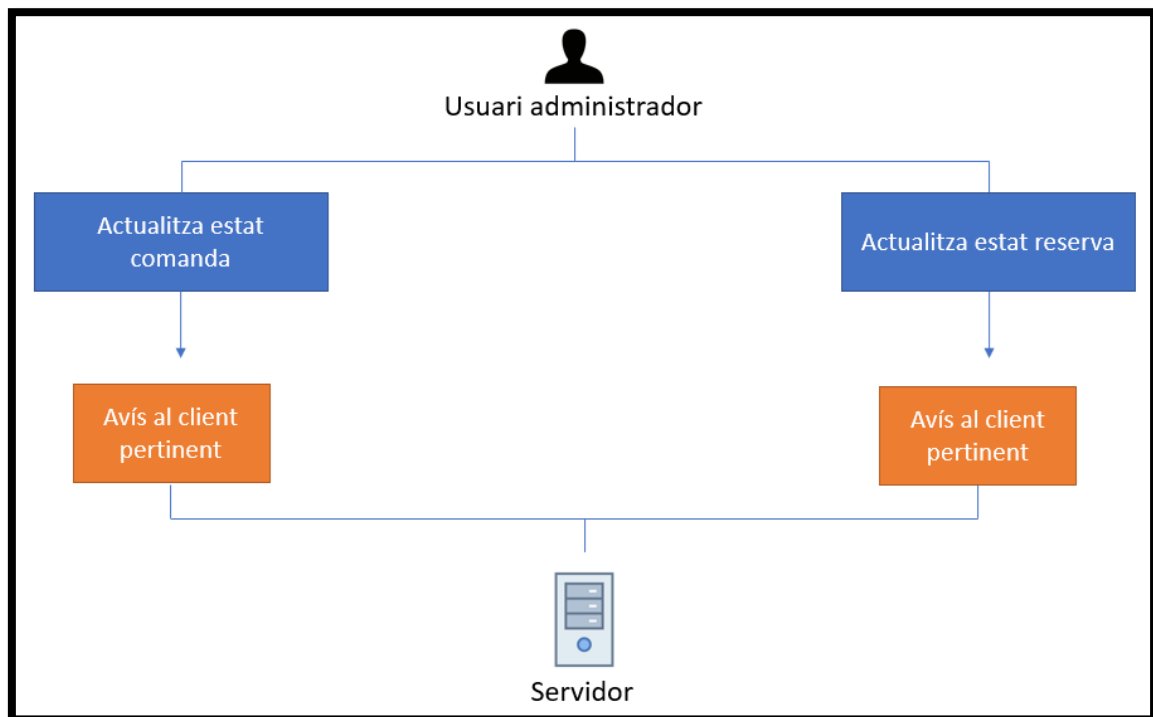 Usuari administrador
Actualitza estat
comanda
Actualitza estat reserva
Avís al client
pertinent
Avís al client
pertinent
Servidor